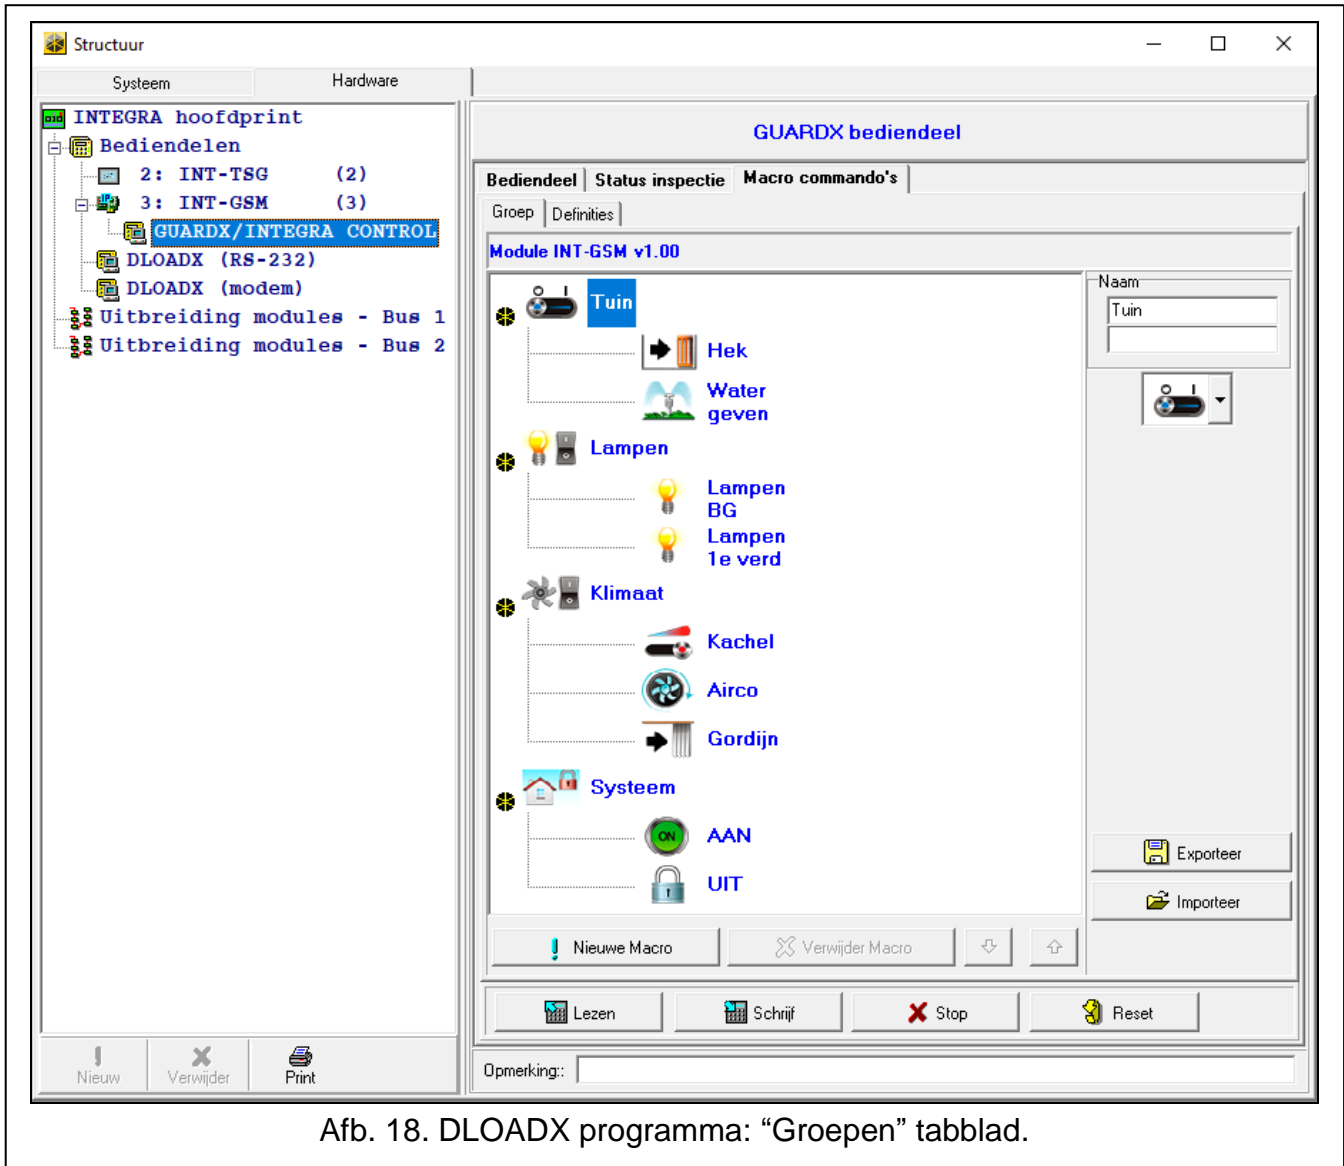 Structuur
Systeem
Hardware
INTEGRA hoofdprint
Bediendelen
2: INT-TSG (2)
3: INT-GSM (3)
GUARDX/INTEGRA CONTROL
DLOADX (RS-232)
DLOADX (modem)
Uitbreiding modules - Bus 1
Uitbreiding modules - Bus 2
Nieuw
Verwijder
Print
GUARDX bediendeel
Bediendeel
Status inspectie
Macro commando's
Groep
Definities
Module INT-GSM v1.00
Tuin
Hek
Water
geven
Lampen
Lampen
BG
Lampen
1e verd
Klimaat
Kachel
Airco
Gordijn
Systeem
ON
AAN
UIT
Naam
Tuin
Exporteer
Importeer
Nieuwe Macro
Verwijder Macro
Lezen
Schrijf
Stop
Reset
Opmerking::
Afb. 18. DLOADX programma: “Groepen” tabblad.